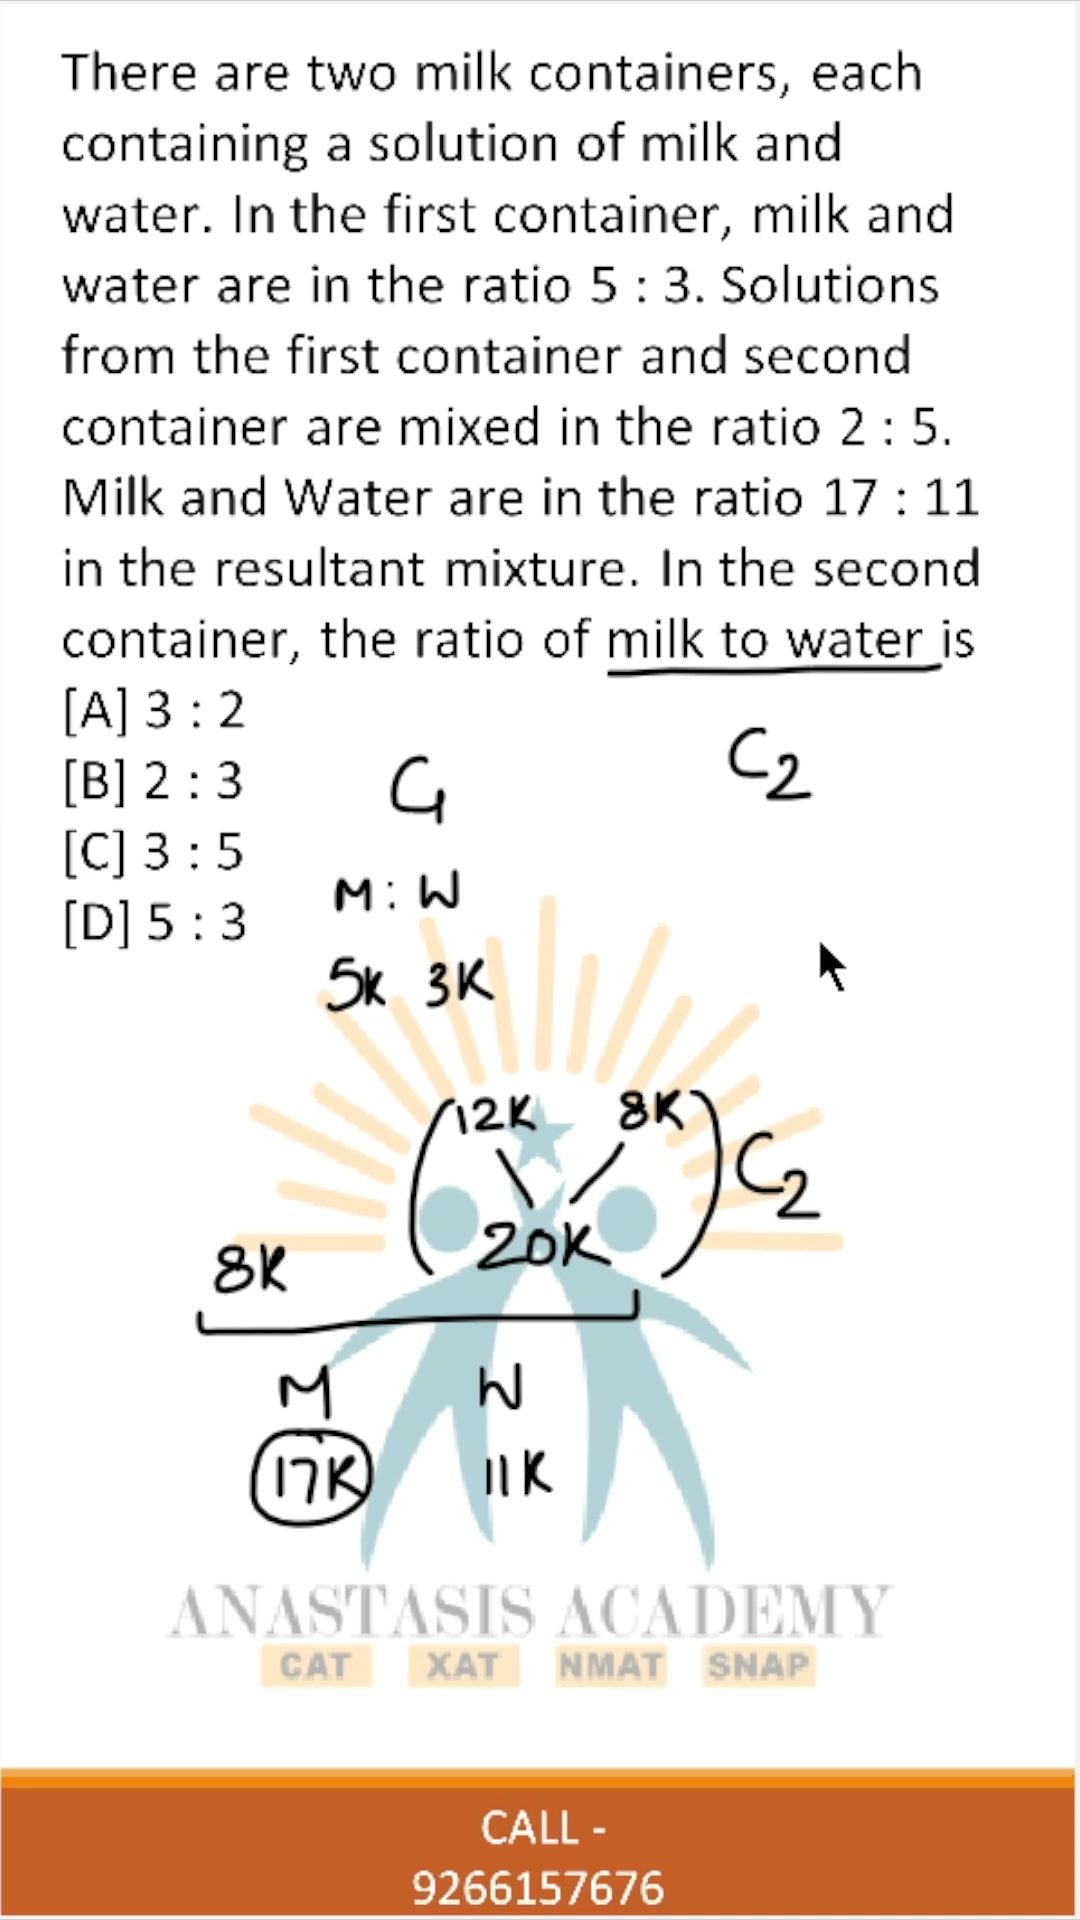 There are two milk containers, each
containing a solution of milk and
water. In the first container, milk and
water are in the ratio 5 : 3. Solutions
from the first container and second
container are mixed in the ratio 2 : 5.
Milk and Water are in the ratio 17 : 11
in the resultant mixture. In the second
container, the ratio of milk to water is
[A] 3 : 2
[B] 2 : 3
[C] 3 : 5
[D] 5 : 3
C1
C2
M : W
5K 3K
(12K 8K) C2
20K
8K
M W
17K 11K
ANASTASIS ACADEMY
CAT XAT NMAT SNAP
CALL -
9266157676